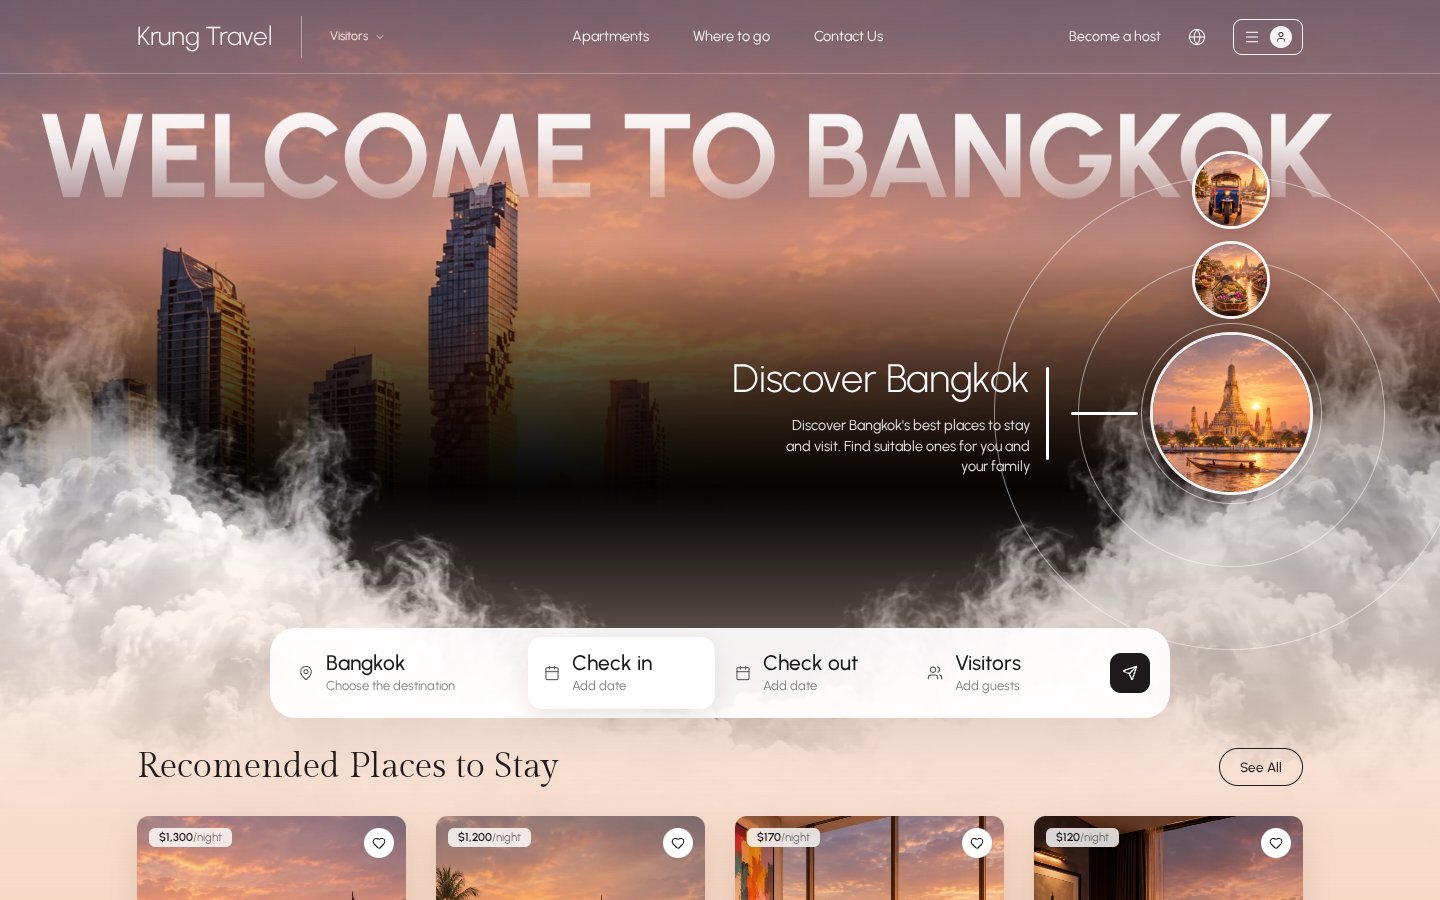 Krung Travel
Visitors
Apartments
Where to go
Contact Us
Become a host
WELCOME TO BANGKOK
Discover Bangkok
Discover Bangkok's best places to stay
and visit. Find suitable ones for you and
your family
Bangkok
Choose the destination
Check in
Add date
Check out
Add date
Visitors
Add guests
Recomended Places to Stay
See All
$1,300/night
$1,200/night
$170/night
$120/night